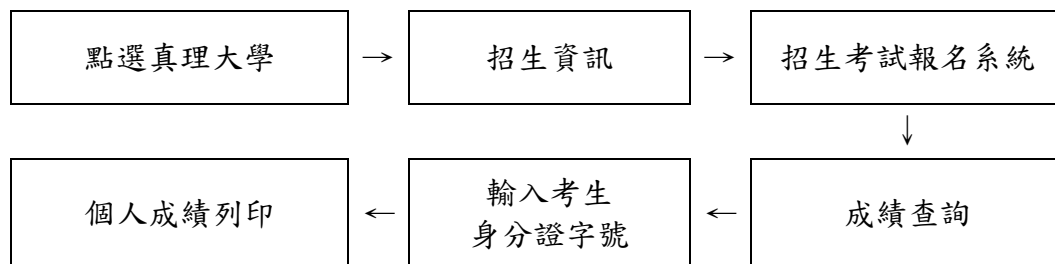 點選真理大學 → 招生資訊 → 招生考試報名系統
↓
個人成績列印 ← 輸入考生
身分證字號 ← 成績查詢